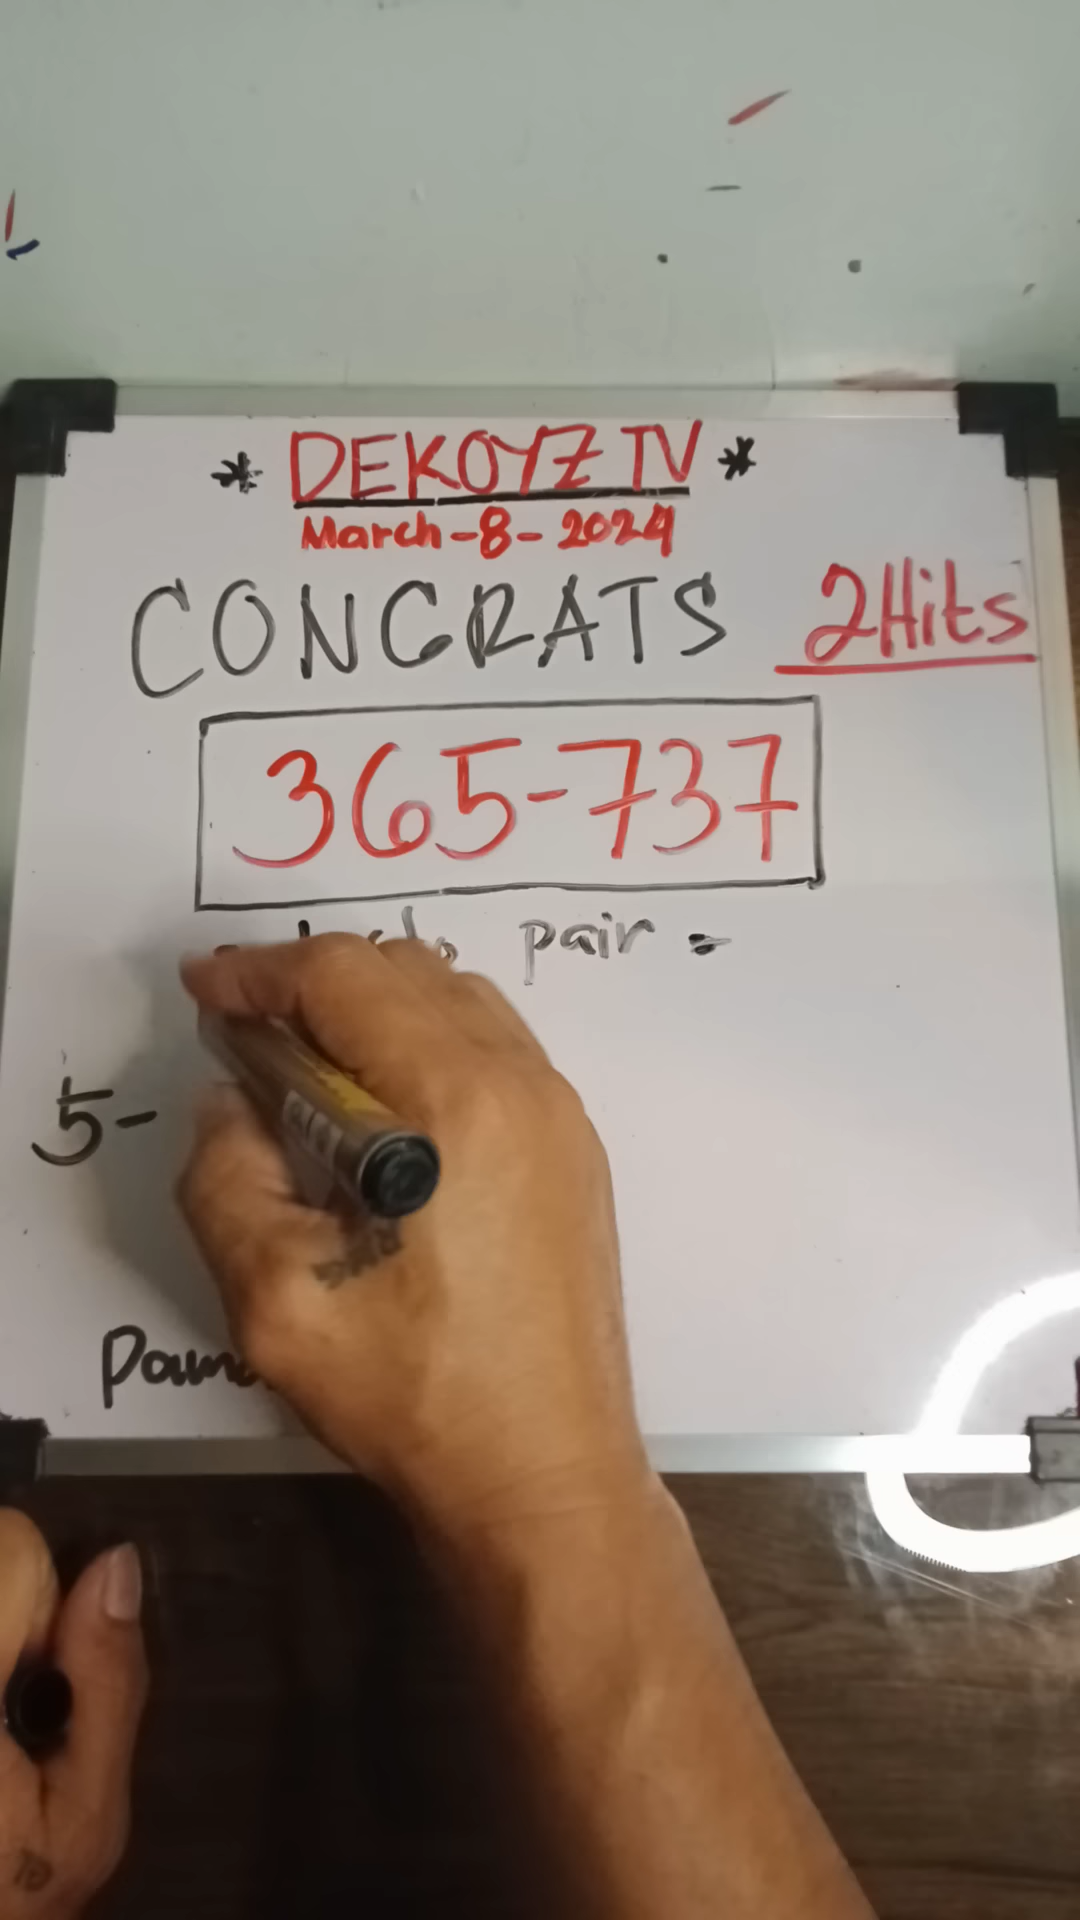 * DEKOYZ TV *
March-8-2024
CONGRATS
2Hits
365-737
pair =
5-